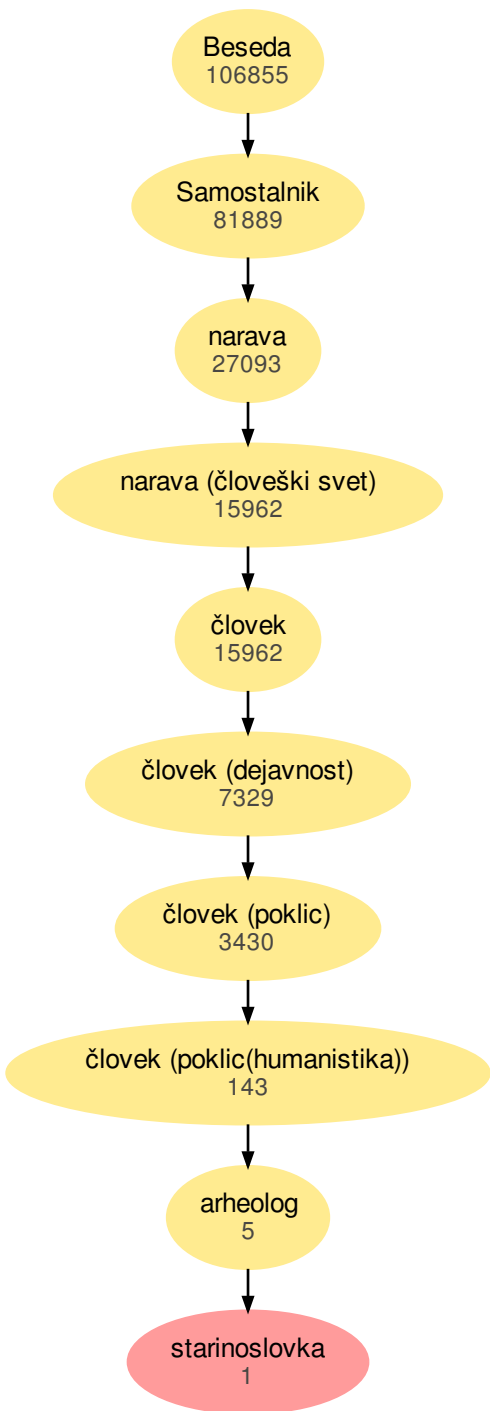 Beseda
106855
Samostalnik
81889
narava
27093
narava (človeški svet)
15962
človek
15962
človek (dejavnost)
7329
človek (poklic)
3430
človek (poklic(humanistika))
143
arheolog
5
starinoslovka
1